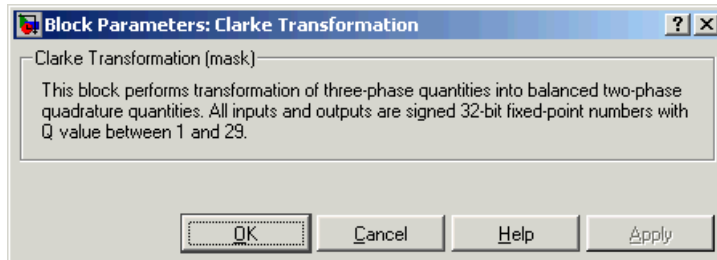 Block Parameters: Clarke Transformation
Clarke Transformation (mask)
This block performs transformation of three-phase quantities into balanced two-phase
quadrature quantities. All inputs and outputs are signed 32-bit fixed-point numbers with
Q value between 1 and 29.
OK Cancel Help Apply